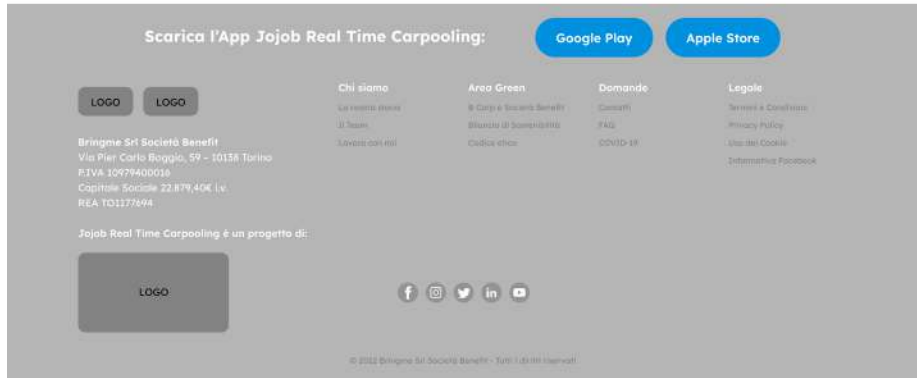 Scarica l'App Jojob Real Time Carpooling:
Google Play
Apple Store
LOGO
LOGO
Bringme Srl Società Benefit
Via Pier Carlo Boggio, 59 - 10138 Torino
P.IVA 10979400016
Capitale Sociale 22.879,40€ i.v.
REA TO1177694
Jojob Real Time Carpooling è un progetto di:
LOGO
Chi siamo
La nostra storia
Il Team
Lavora con noi
Area Green
B Corp e Società Benefit
Bilancio di Sostenibilità
Codice etico
Domande
Contatti
FAQ
COVID-19
Legale
Termini e Condizioni
Privacy Policy
Uso dei Cookie
Informativa Facebook
© 2022 Bringme Srl Società Benefit - Tutti i diritti riservati